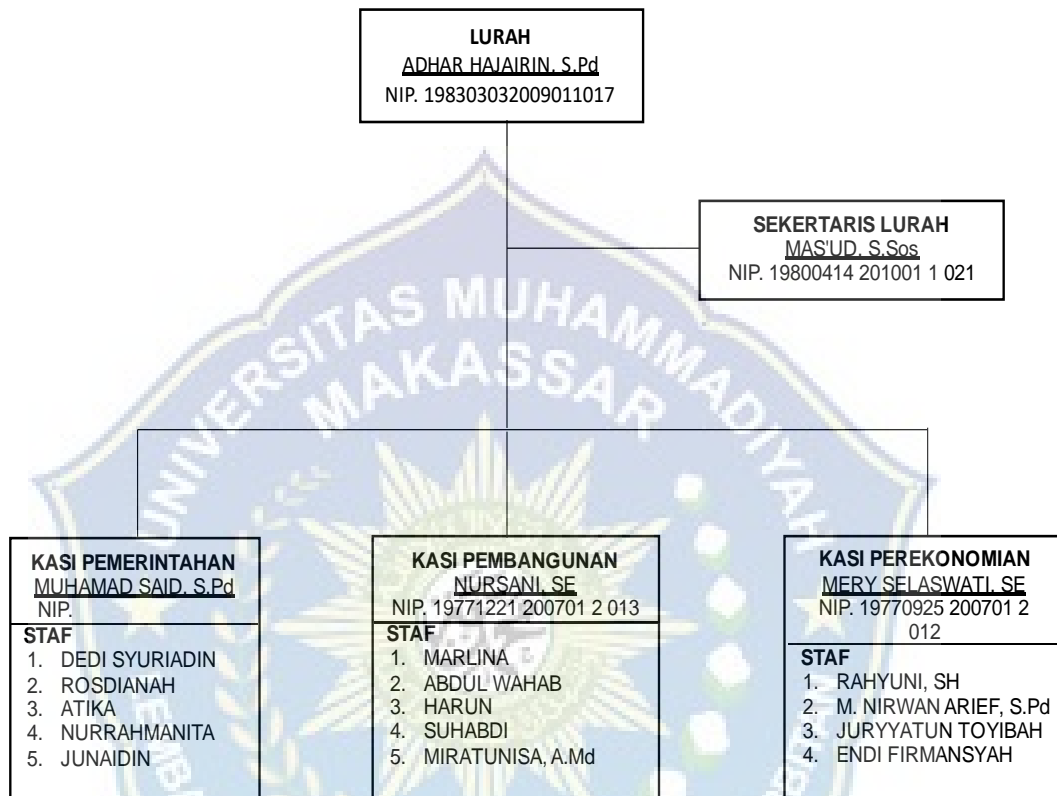 LURAH
ADHAR HAJAIRIN. S.Pd
NIP. 198303032009011017
SEKERTARIS LURAH
MAS'UD. S.Sos
NIP. 19800414 201001 1 021
UNIVERSITAS MUHAMMADIYAH
MAKASSAR
KASI PEMERINTAHAN
MUHAMAD SAID. S.Pd
NIP.
STAF
1. DEDI SYURIADIN
2. ROSDIANAH
3. ATIKA
4. NURRAHMANITA
5. JUNAIDIN
KASI PEMBANGUNAN
NURSANI. SE
NIP. 19771221 200701 2 013
STAF
1. MARLINA
2. ABDUL WAHAB
3. HARUN
4. SUHABDI
5. MIRATUNISA, A.Md
KASI PEREKONOMIAN
MERY SELASWATI. SE
NIP. 19770925 200701 2
012
STAF
1. RAHYUNI, SH
2. M. NIRWAN ARIEF, S.Pd
3. JURYYATUN TOYIBAH
4. ENDI FIRMANSYAH